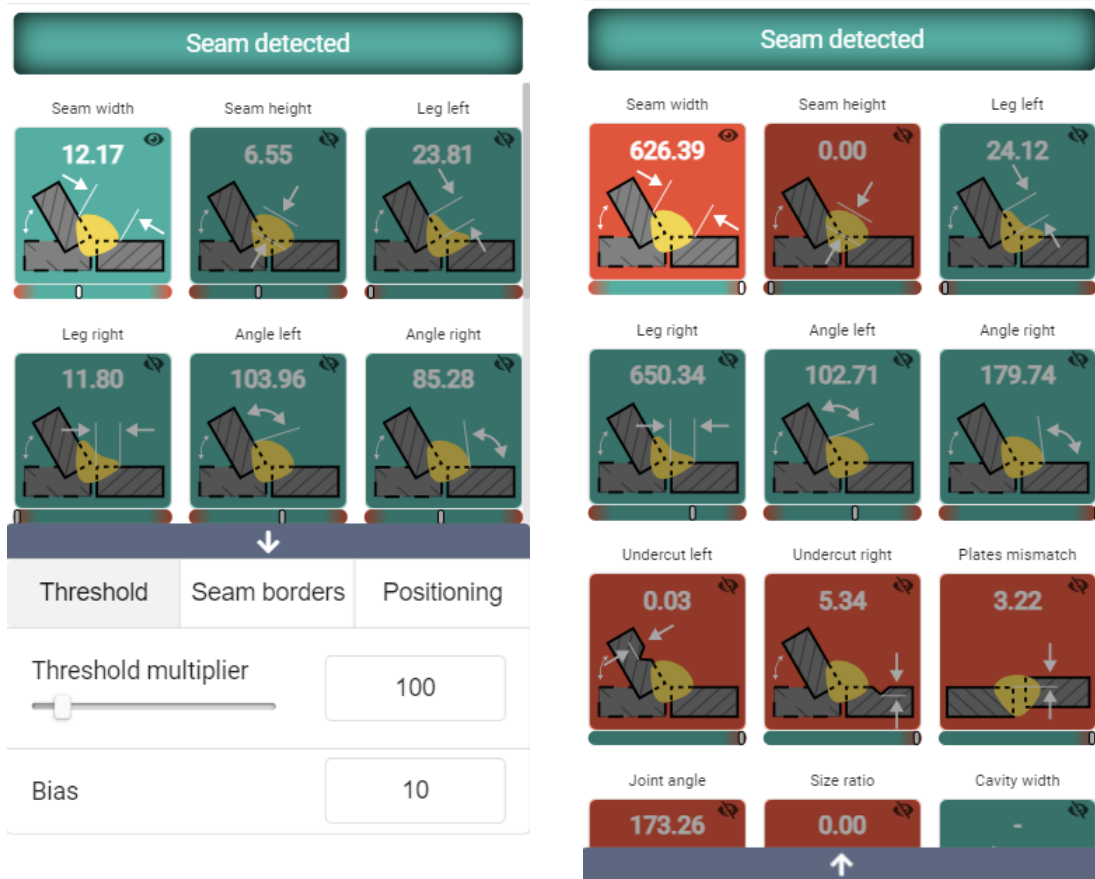 Seam detected
Seam width Seam height Leg left
12.17 6.55 23.81
Leg right Angle left Angle right
11.80 103.96 85.28
Threshold Seam borders Positioning
Threshold multiplier 100
Bias 10
Seam detected
Seam width Seam height Leg left
626.39 0.00 24.12
Leg right Angle left Angle right
650.34 102.71 179.74
Undercut left Undercut right Plates mismatch
0.03 5.34 3.22
Joint angle Size ratio Cavity width
173.26 0.00 -